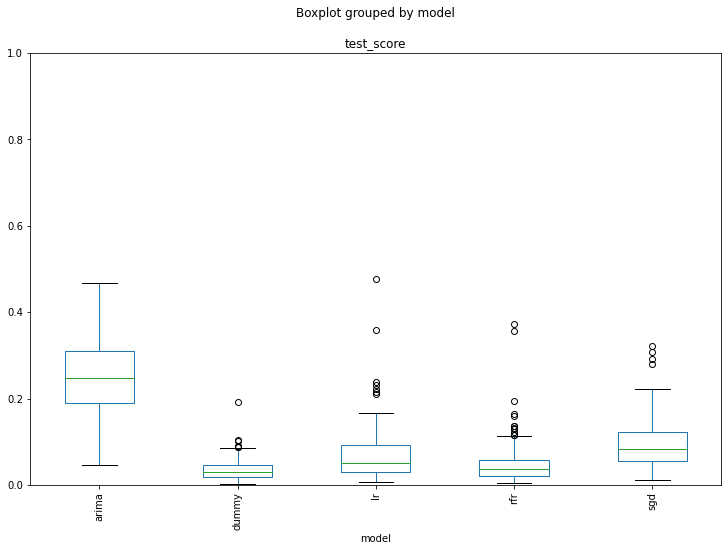 Boxplot grouped by model
test_score
1.0
0.8
0.6
0.4
0.2
0.0
arima
dummy
lr
rfr
sgd
model